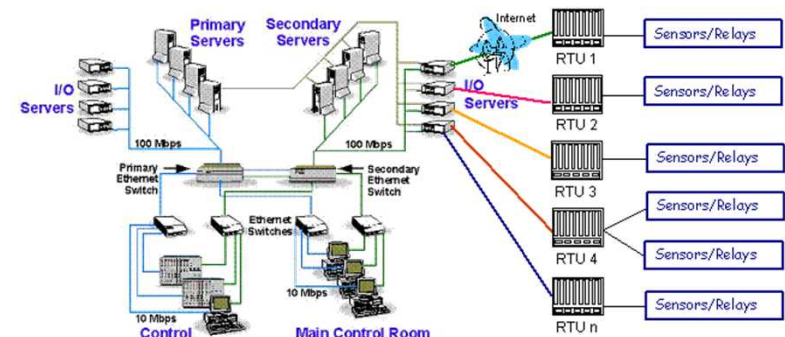 Primary
Servers
Secondary
Servers
Internet
RTU 1
Sensors/Relays
I/O
Servers
I/O
Servers
RTU 2
Sensors/Relays
100 Mbps
100 Mbps
Primary
Ethernet
Switch
Secondary
Ethernet
Switch
RTU 3
Sensors/Relays
Ethernet
Switches
RTU 4
Sensors/Relays
Sensors/Relays
10 Mbps
10 Mbps
Control
Main Control Room
RTU n
Sensors/Relays